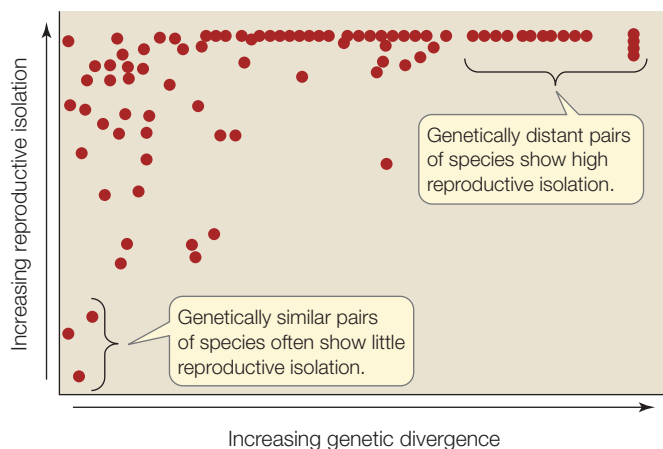 Increasing reproductive isolation
Genetically distant pairs
of species show high
reproductive isolation.
Genetically similar pairs
of species often show little
reproductive isolation.
Increasing genetic divergence